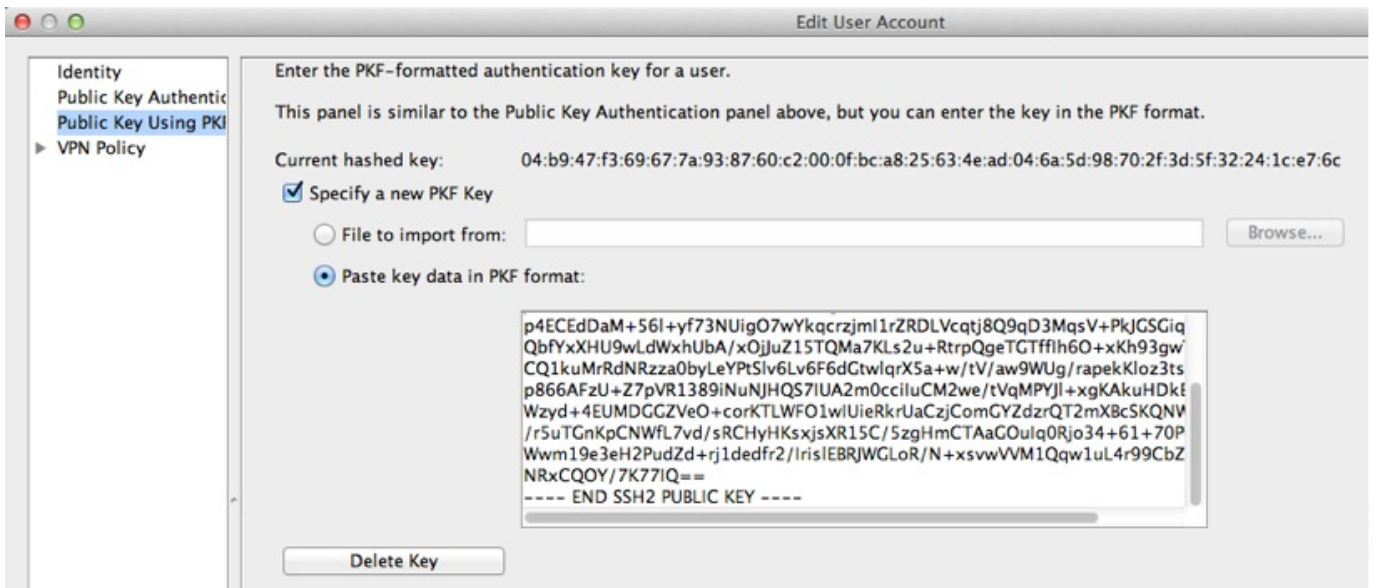 Edit User Account
Identity
Public Key Authentic
Public Key Using PKF
VPN Policy
Enter the PKF-formatted authentication key for a user.
This panel is similar to the Public Key Authentication panel above, but you can enter the key in the PKF format.
Current hashed key: 04:b9:47:f3:69:67:7a:93:87:60:c2:00:0f:bc:a8:25:63:4e:ad:04:6a:5d:98:70:2f:3d:5f:32:24:1c:e7:6c
Specify a new PKF Key
File to import from: Browse...
Paste key data in PKF format:
p4ECEdDaM+56l+yf73NUigO7wYkqcrzjmI1rZRDLVcqtj8Q9qD3MqsV+PkJGSGiq
QbfYxXHU9wLdWxhUbA/xOjJuZ15TQMa7KLs2u+RtrpQgeTGTfflh6O+xKh93gw
CQ1kuMrRdNRzza0byLeYPtSlv6Lv6F6dGtwlqrX5a+w/tV/aw9WUg/rapekKloz3ts
p866AFzU+Z7pVR1389iNuNJHQS7IUA2m0cciluCM2we/tVqMPYJl+xgKAkuHDkE
Wzyd+4EUMDGGZVeO+corKTLWFO1wIUieRkrUaCzjComGYZdzrQT2mXBcSKQNW
/r5uTGnKpCNWfL7vd/sRCHyHKsxjsXR15C/5zgHmCTAaGOulq0Rjo34+61+70P
Wwm19e3eH2PudZd+rj1dedfr2/IrislEBRJWGLoR/N+xsvwVVM1Qqw1uL4r99CbZ
NRxCQOY/7K77IQ==
---- END SSH2 PUBLIC KEY ----
Delete Key